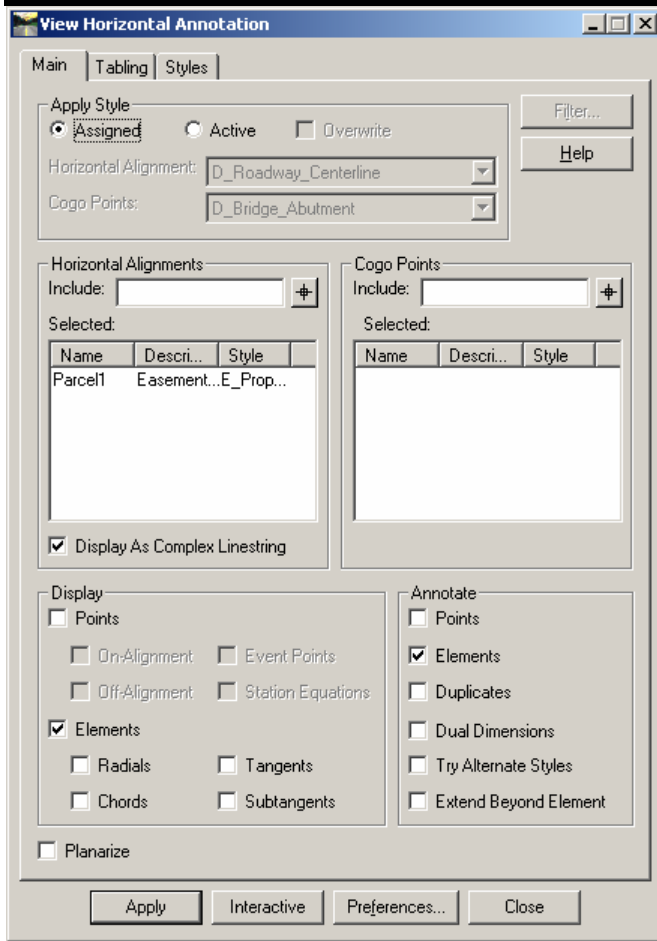 View Horizontal Annotation
Main Tabling Styles
Apply Style
Assigned Active Overwrite
Filter...
Help
Horizontal Alignment: D_Roadway_Centerline
Cogo Points: D_Bridge_Abutment
Horizontal Alignments
Include:
Selected:
Name Descri... Style
Parcel1 Easement...E_Prop...
Display As Complex Linestring
Cogo Points
Include:
Selected:
Name Descri... Style
Display
Points
On-Alignment Event Points
Off-Alignment Station Equations
Elements
Radials Tangents
Chords Subtangents
Annotate
Points
Elements
Duplicates
Dual Dimensions
Try Alternate Styles
Extend Beyond Element
Planarize
Apply Interactive Preferences... Close